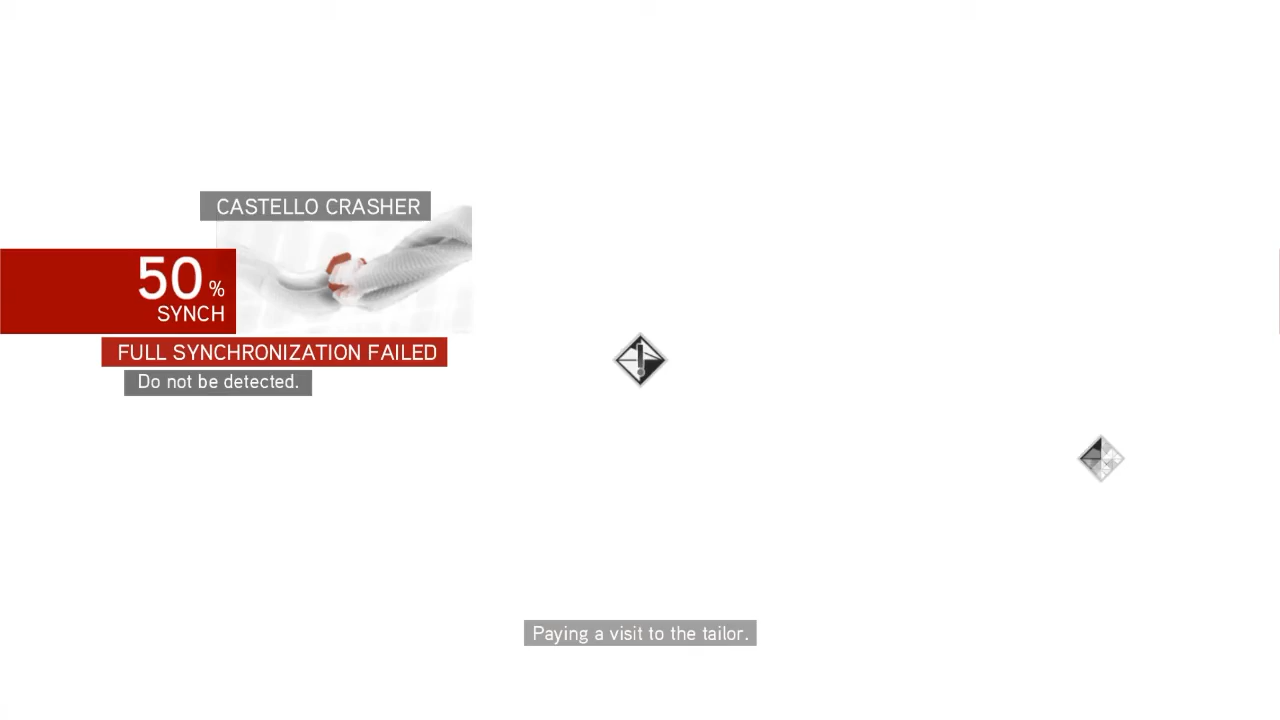 CASTELLO CRASHER
50 %
SYNCH
FULL SYNCHRONIZATION FAILED
Do not be detected.
Paying a visit to the tailor.